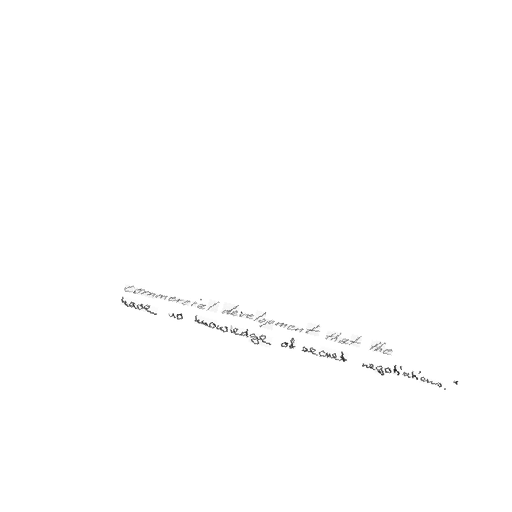 Commercial development that the
have no knowledge of secret negotiations."